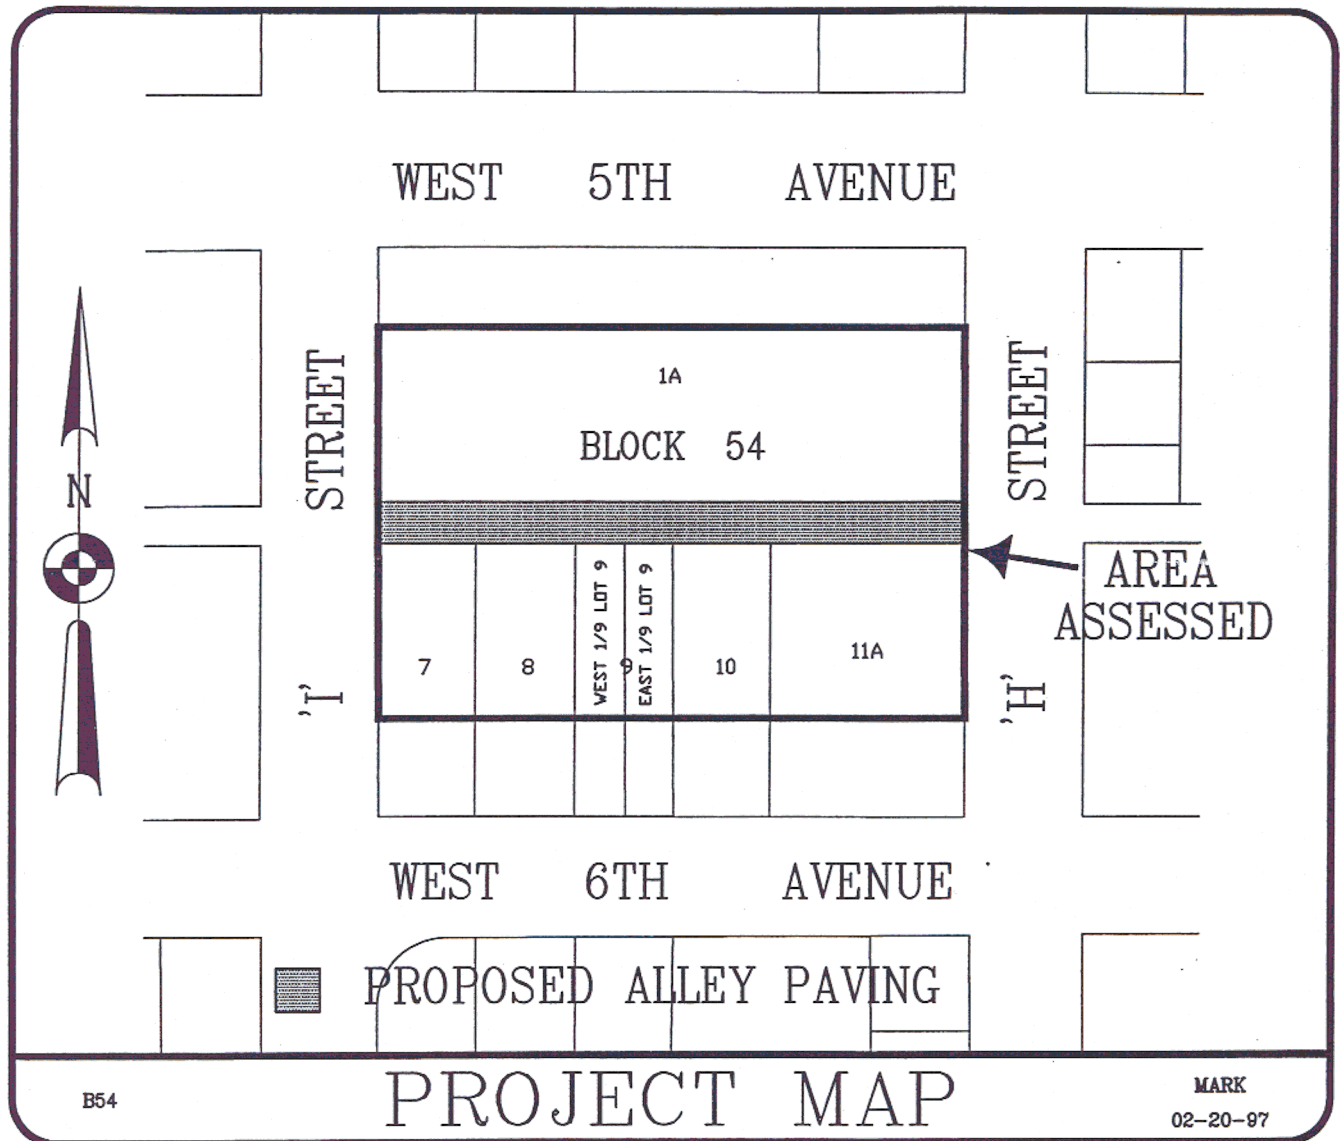 WEST 5TH AVENUE
STREET
'I'
STREET
'H'
N
1A
BLOCK 54
AREA
ASSESSED
7
8
WEST 1/9 LOT 9
9
EAST 1/9 LOT 9
10
11A
WEST 6TH AVENUE
PROPOSED ALLEY PAVING
B54
PROJECT MAP
MARK
02-20-97